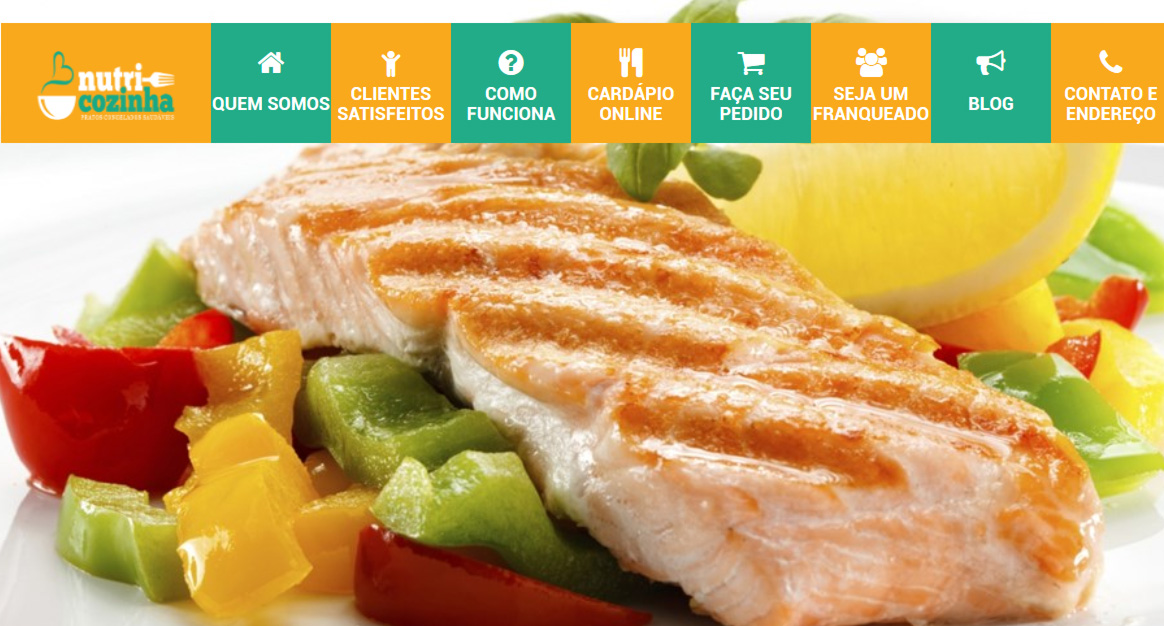 nutri-
cozinha
PRATOS CONGELADOS SAUDÁVEIS
QUEM SOMOS
CLIENTES
SATISFEITOS
COMO
FUNCIONA
CARDÁPIO
ONLINE
FAÇA SEU
PEDIDO
SEJA UM
FRANQUEADO
BLOG
CONTATO E
ENDEREÇO